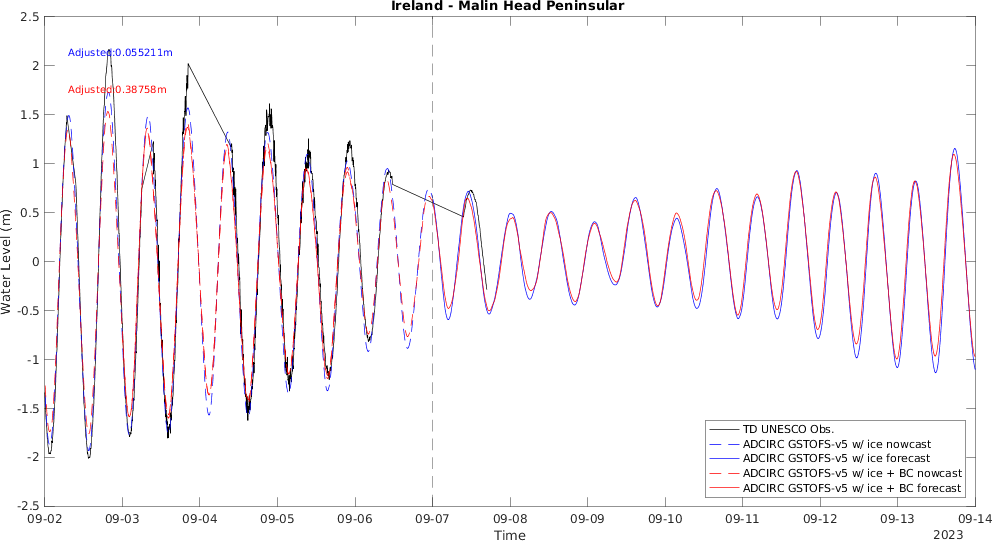 Ireland - Malin Head Peninsular
2.5
2
1.5
1
0.5
0
-0.5
-1
-1.5
-2
-2.5
Water Level (m)
Adjusted:0.055211m
Adjusted:0.38758m
TD UNESCO Obs.
ADCIRC GSTOFS-v5 w/ ice nowcast
ADCIRC GSTOFS-v5 w/ ice forecast
ADCIRC GSTOFS-v5 w/ ice + BC nowcast
ADCIRC GSTOFS-v5 w/ ice + BC forecast
09-02 09-03 09-04 09-05 09-06 09-07 09-08 09-09 09-10 09-11 09-12 09-13 09-14
Time
2023